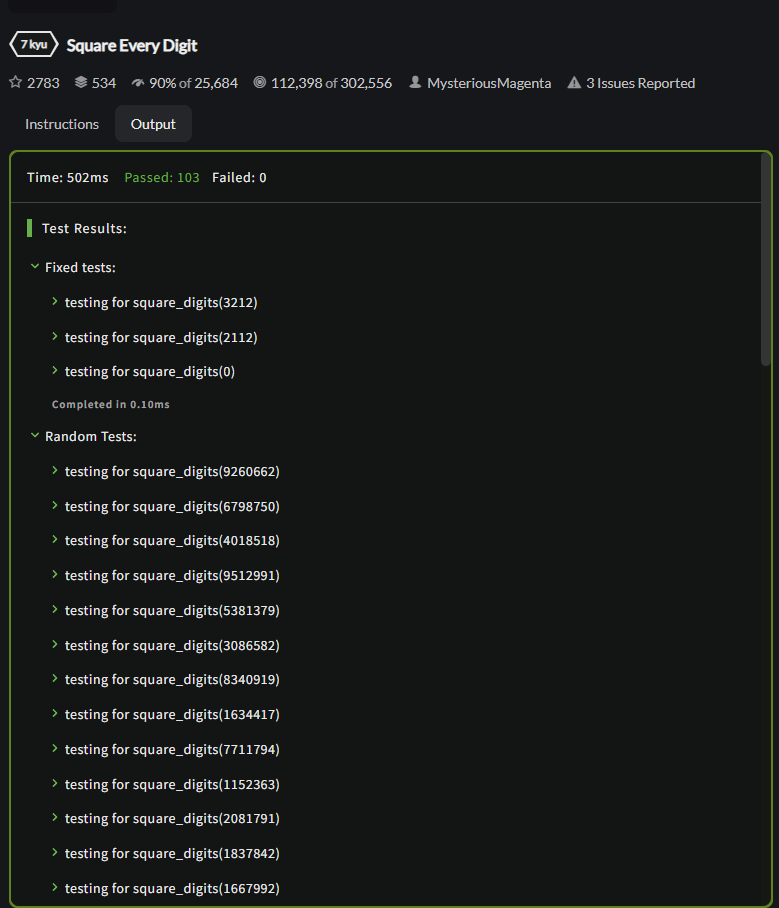 7 kyu Square Every Digit
2783 534 90% of 25,684 112,398 of 302,556 MysteriousMagenta 3 Issues Reported
Instructions Output
Time: 502ms Passed: 103 Failed: 0
Test Results:
Fixed tests:
testing for square_digits(3212)
testing for square_digits(2112)
testing for square_digits(0)
Completed in 0.10ms
Random Tests:
testing for square_digits(9260662)
testing for square_digits(6798750)
testing for square_digits(4018518)
testing for square_digits(9512991)
testing for square_digits(5381379)
testing for square_digits(3086582)
testing for square_digits(8340919)
testing for square_digits(1634417)
testing for square_digits(7711794)
testing for square_digits(1152363)
testing for square_digits(2081791)
testing for square_digits(1837842)
testing for square_digits(1667992)